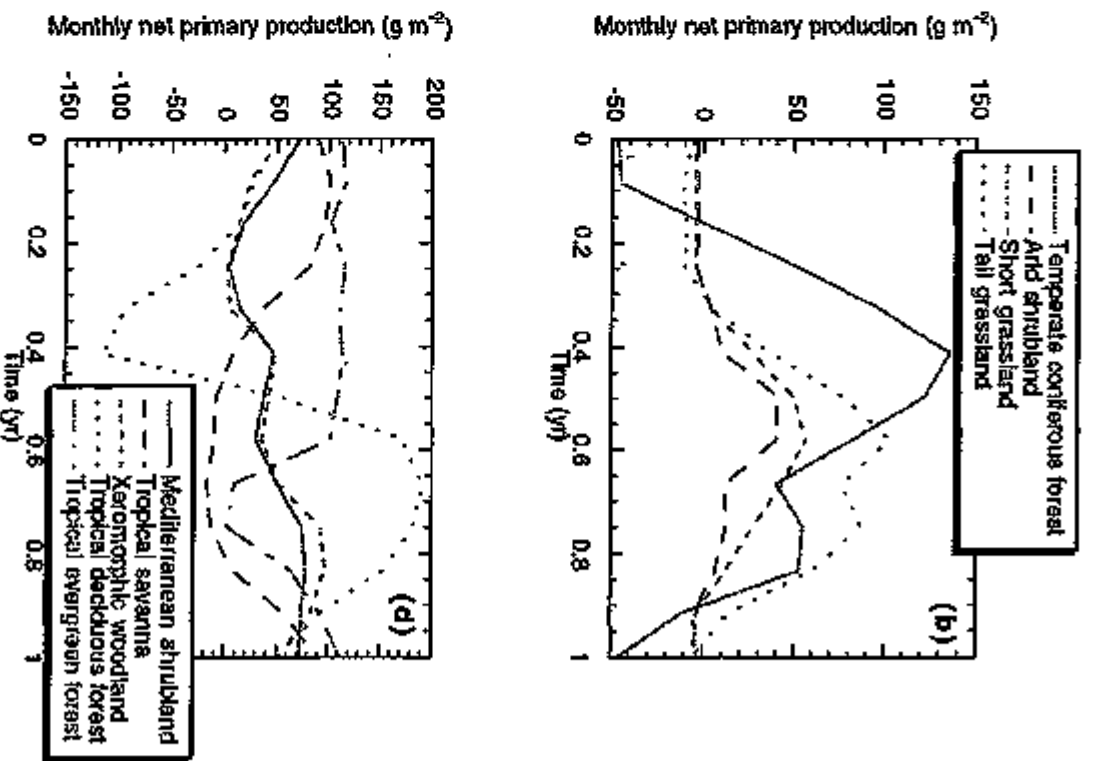 Monthly net primary production (g m⁻²)
150
100
50
0
-50
0
0.2
0.4
0.6
0.8
1
Time (yr)
(b)
Temperate coniferous forest
Arid shrubland
Short grassland
Tall grassland
Monthly net primary production (g m⁻²)
200
150
100
50
0
-50
-100
-150
0
0.2
0.4
0.6
0.8
1
Time (yr)
(d)
Mediterranean shrubland
Tropical savanna
Xeromorphic woodland
Tropical deciduous forest
Tropical evergreen forest